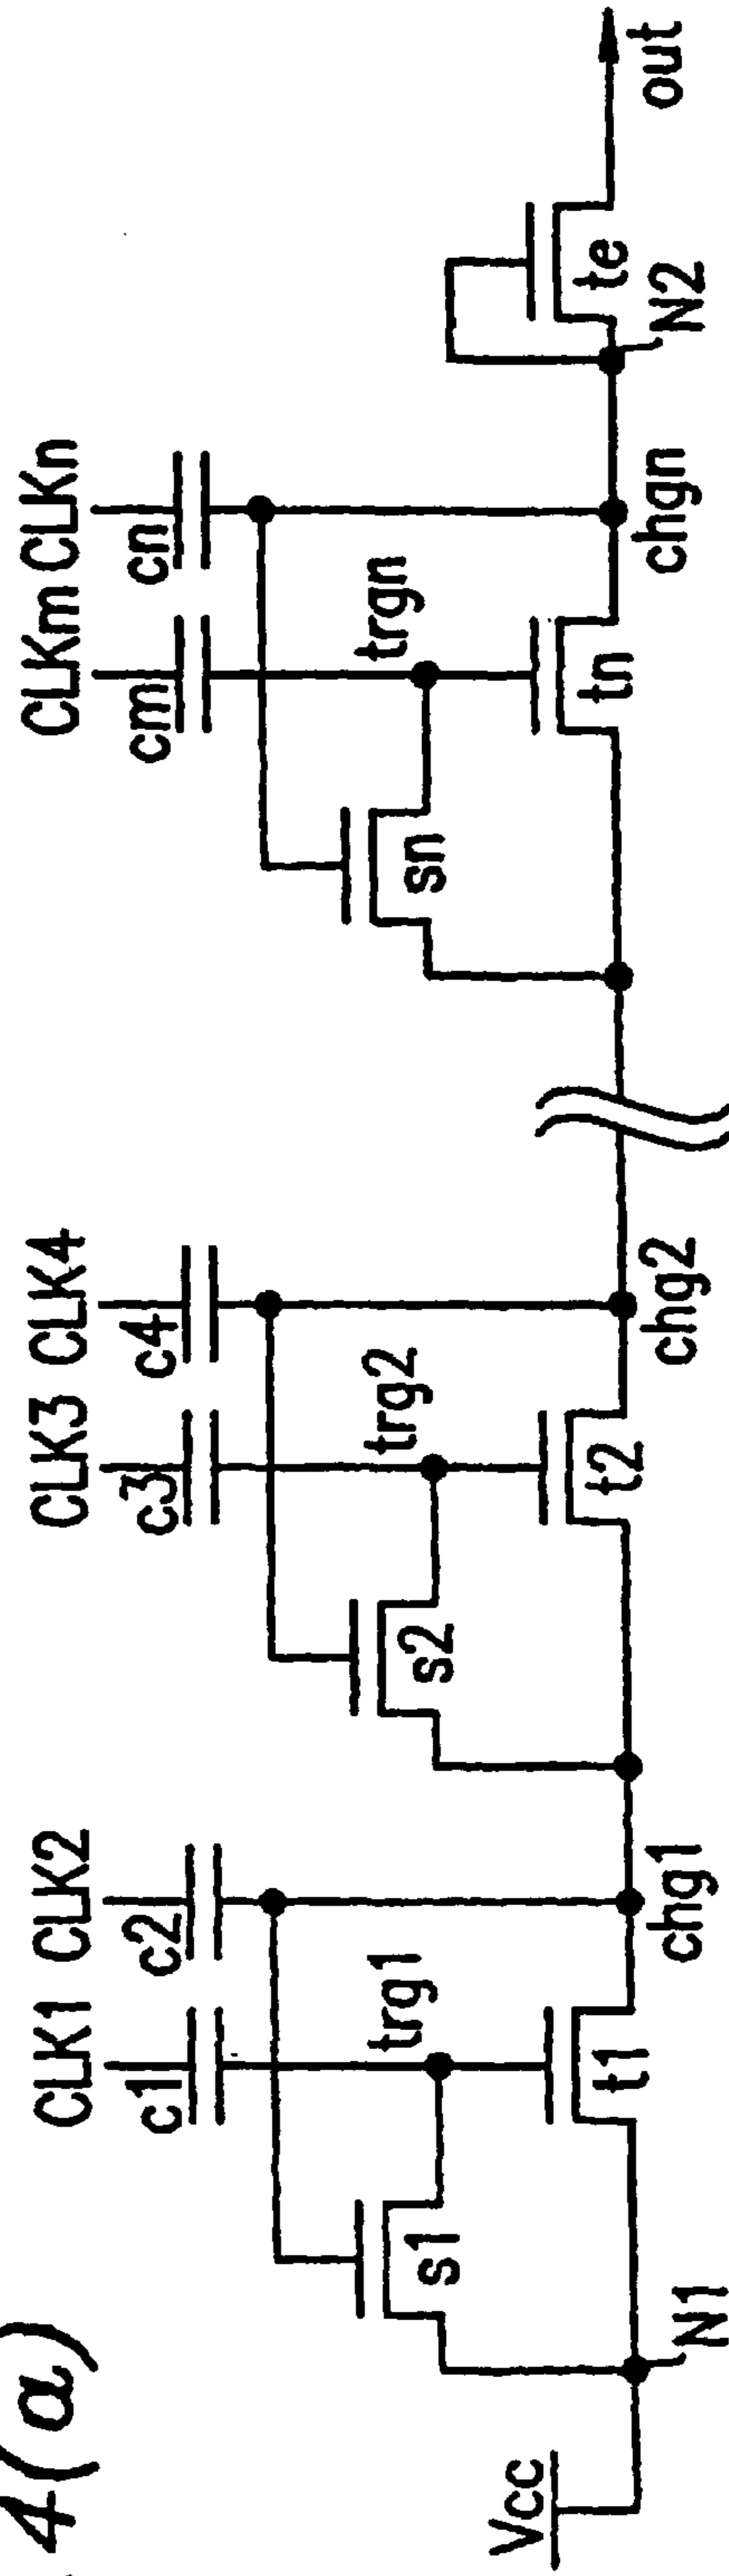 4(a)
CLK1 CLK2 CLK3 CLK4 CLKm CLKn
c1 c2 c3 c4 cm cn
trg1 trg2 trgn
s1 s2 sn
t1 t2 tn te
Vcc N1 chg1 chg2 chgn N2 out